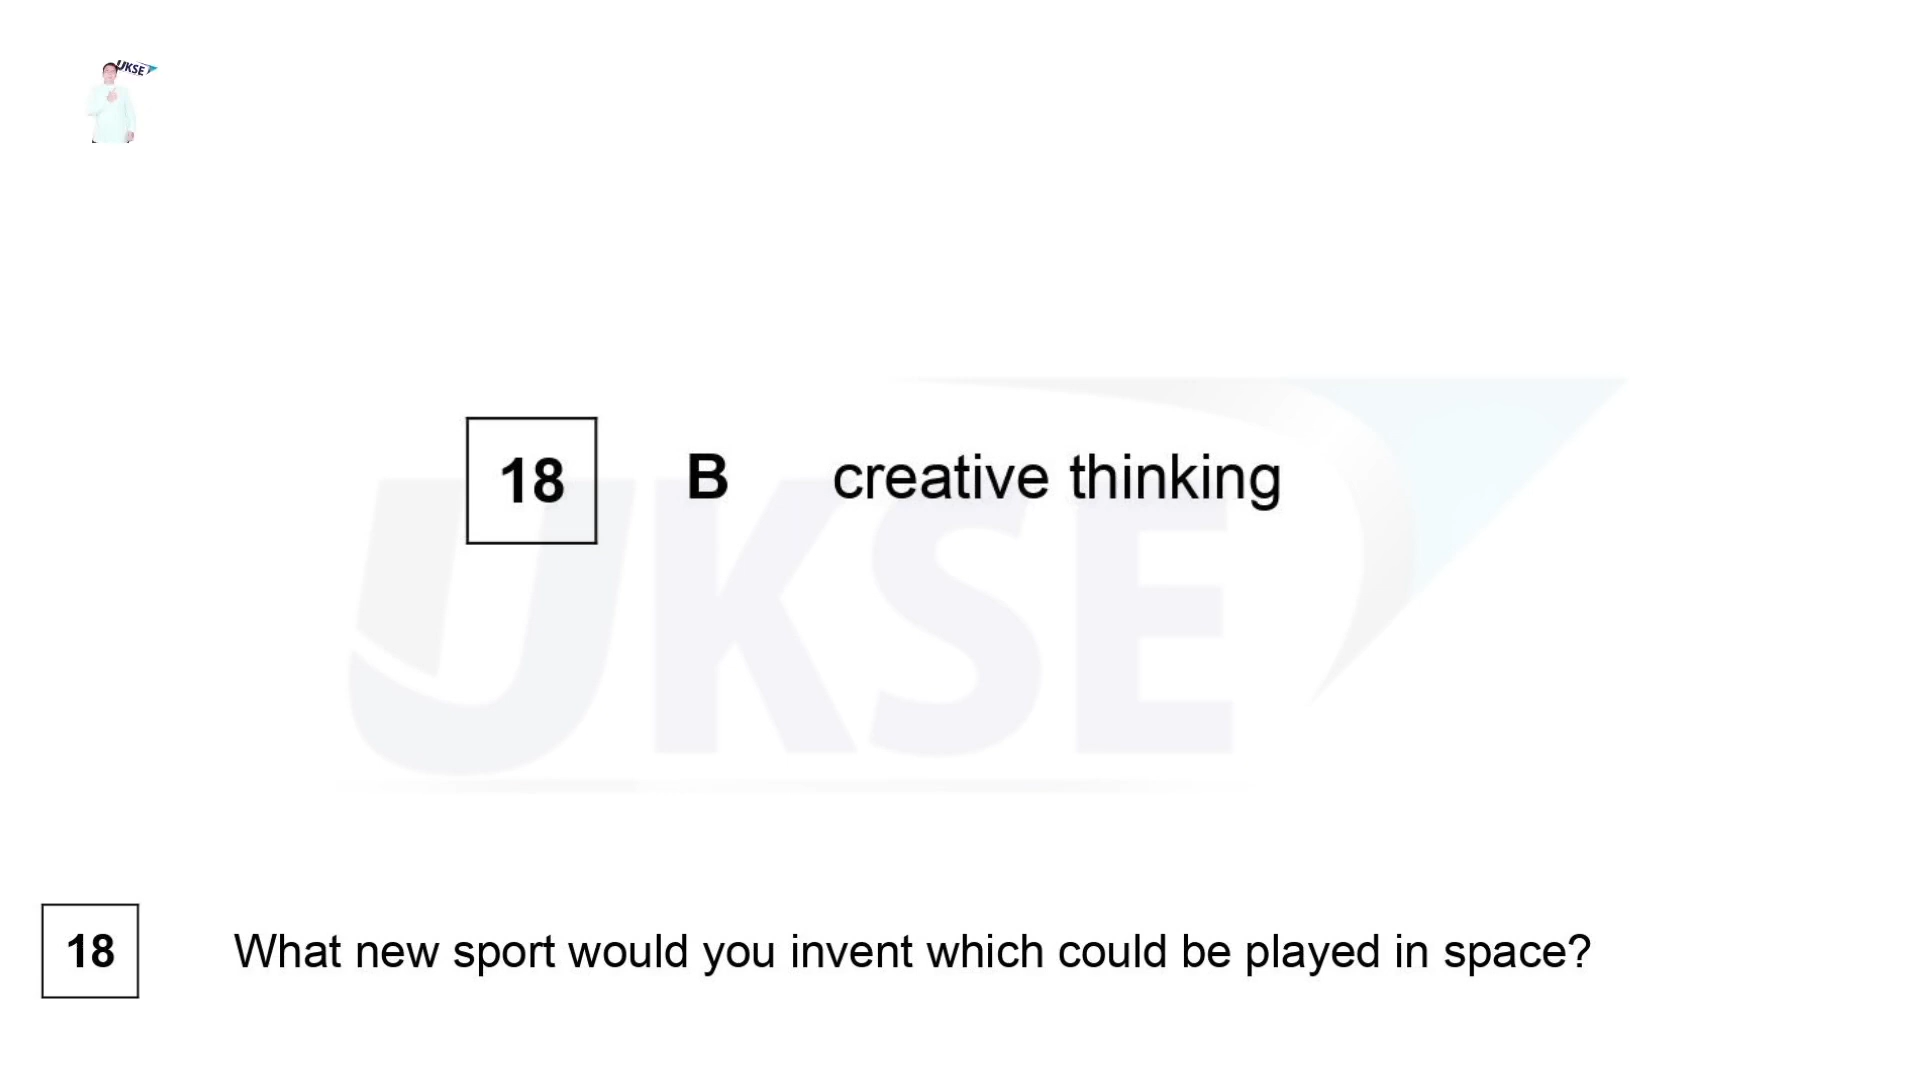 UKSE
18 B creative thinking
UKSE
18 What new sport would you invent which could be played in space?